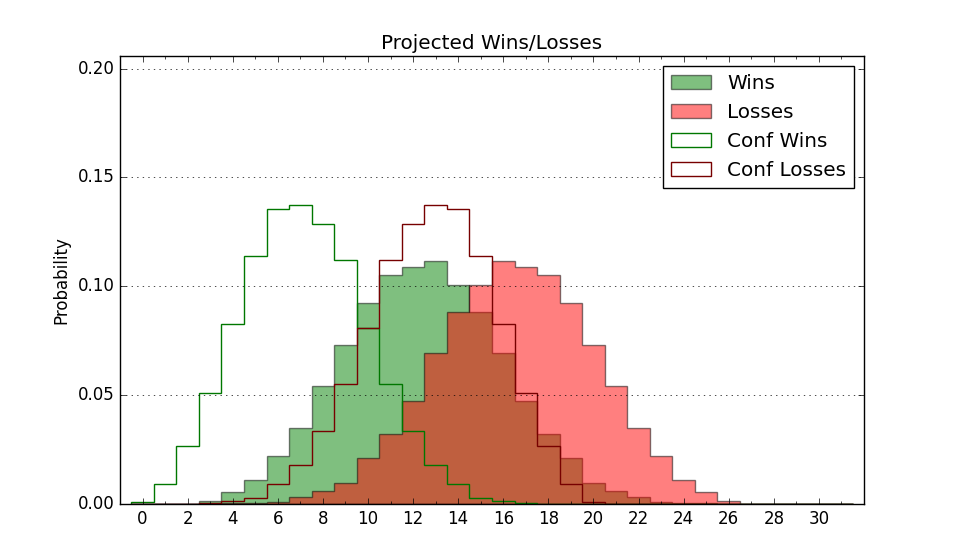 Projected Wins/Losses
Wins
Losses
Conf Wins
Conf Losses
Probability
0.20
0.15
0.10
0.05
0.00
0 2 4 6 8 10 12 14 16 18 20 22 24 26 28 30